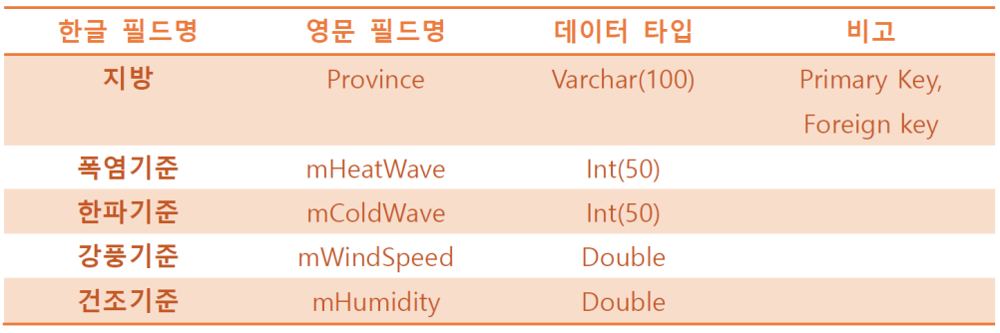 한글 필드명 영문 필드명 데이터 타입 비고
지방 Province Varchar(100) Primary Key,
Foreign key
폭염기준 mHeatWave Int(50)
한파기준 mColdWave Int(50)
강풍기준 mWindSpeed Double
건조기준 mHumidity Double